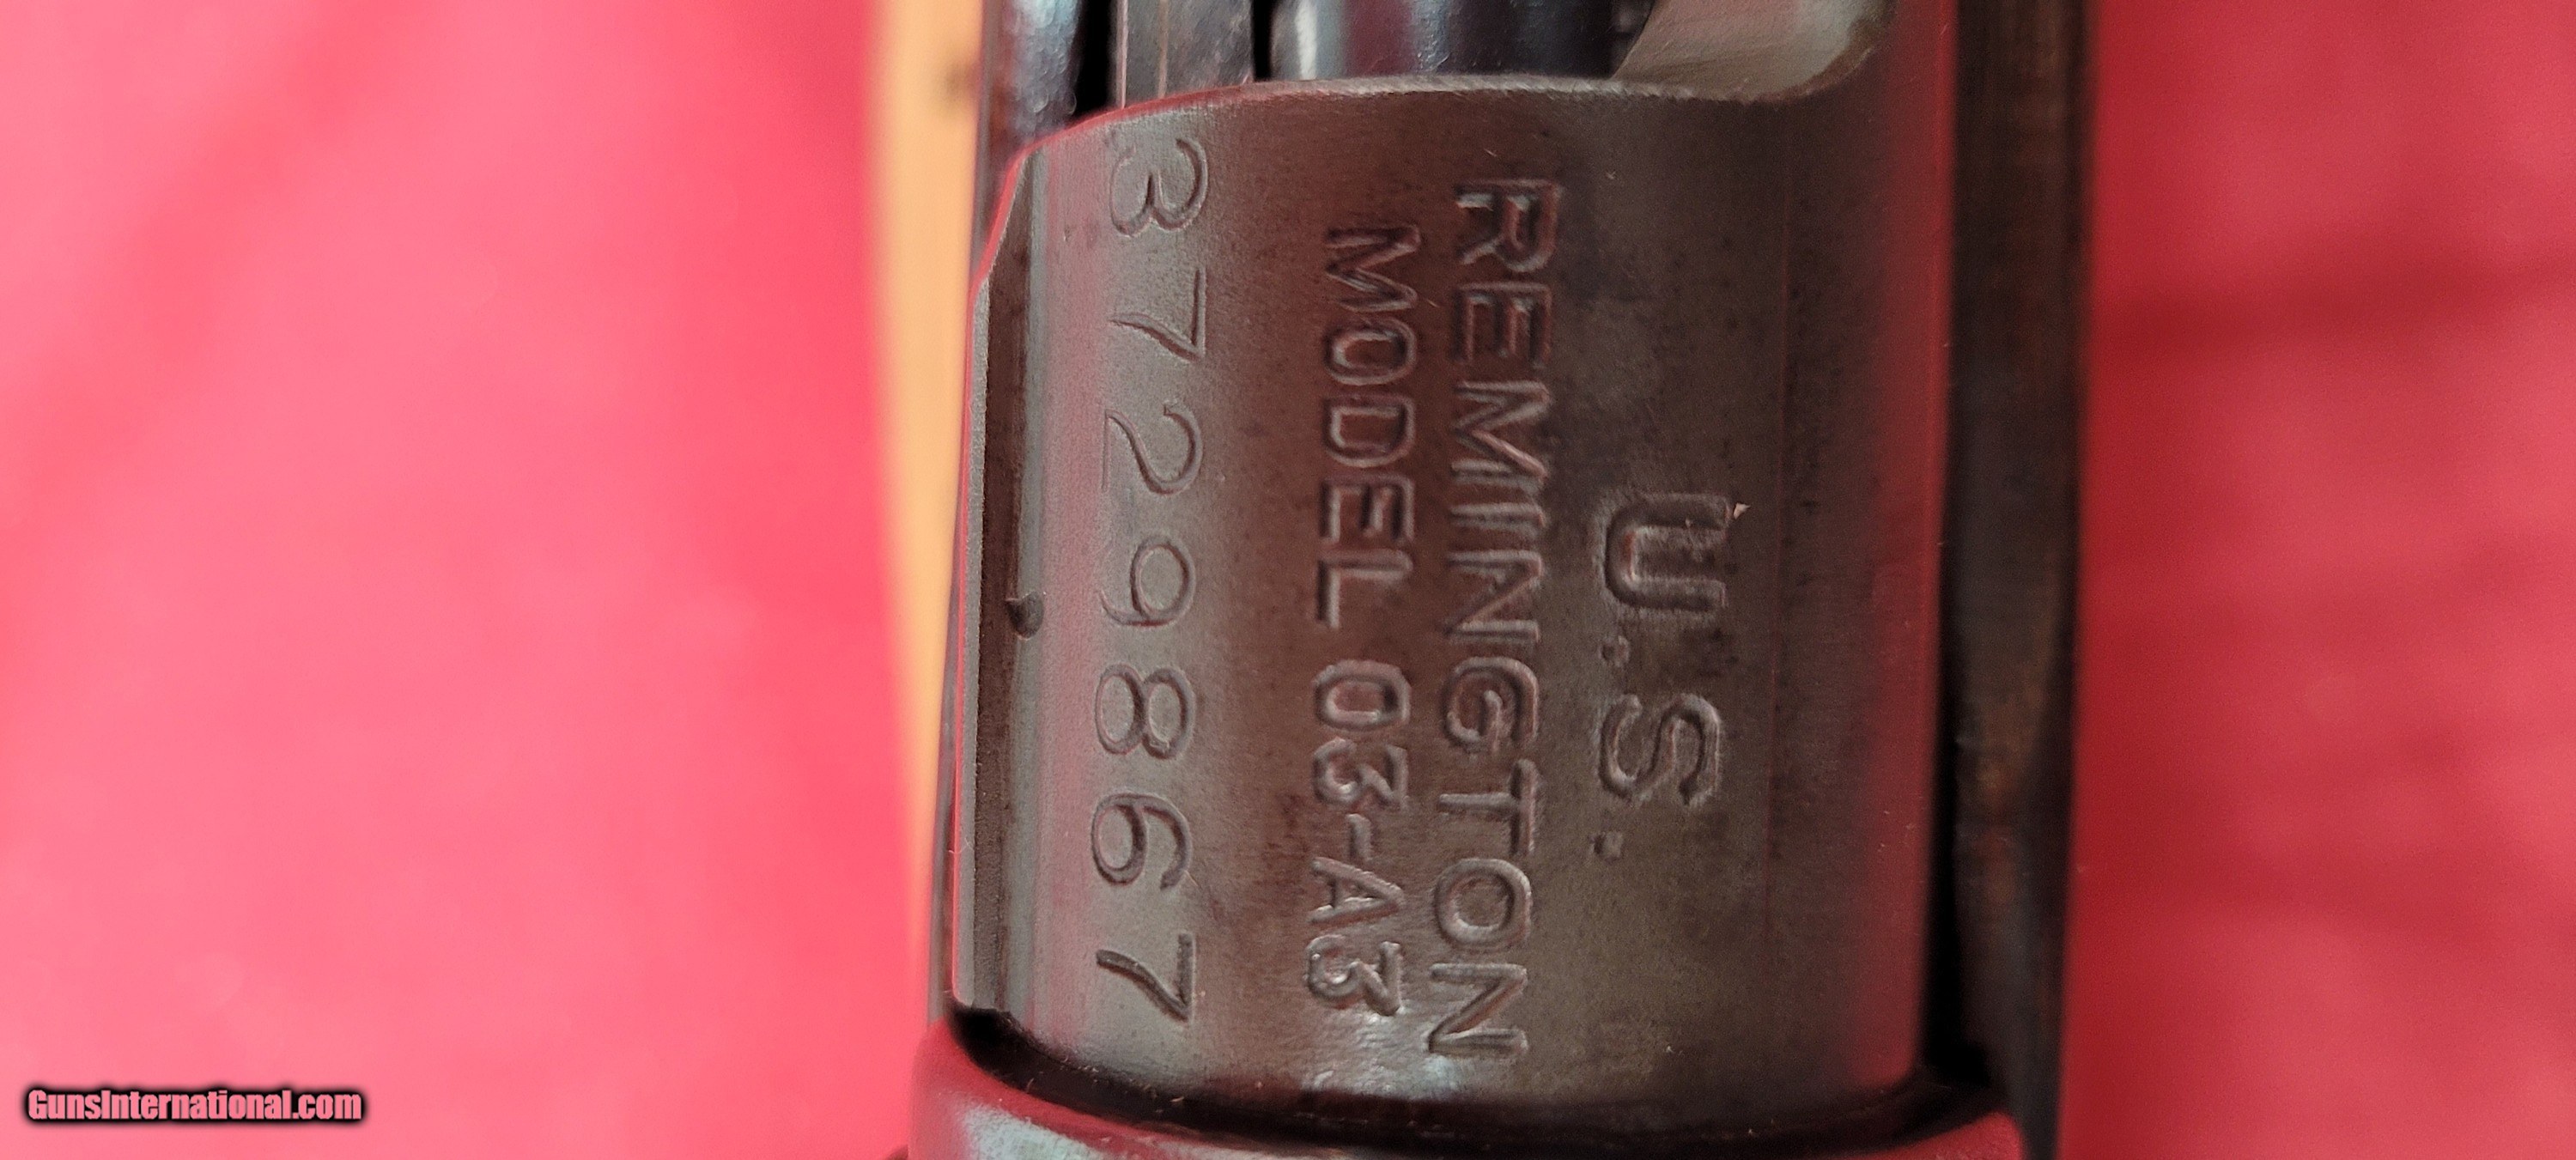 U.S.
REMINGTON
MODEL 03-A3
3729867
GunsInternational.com